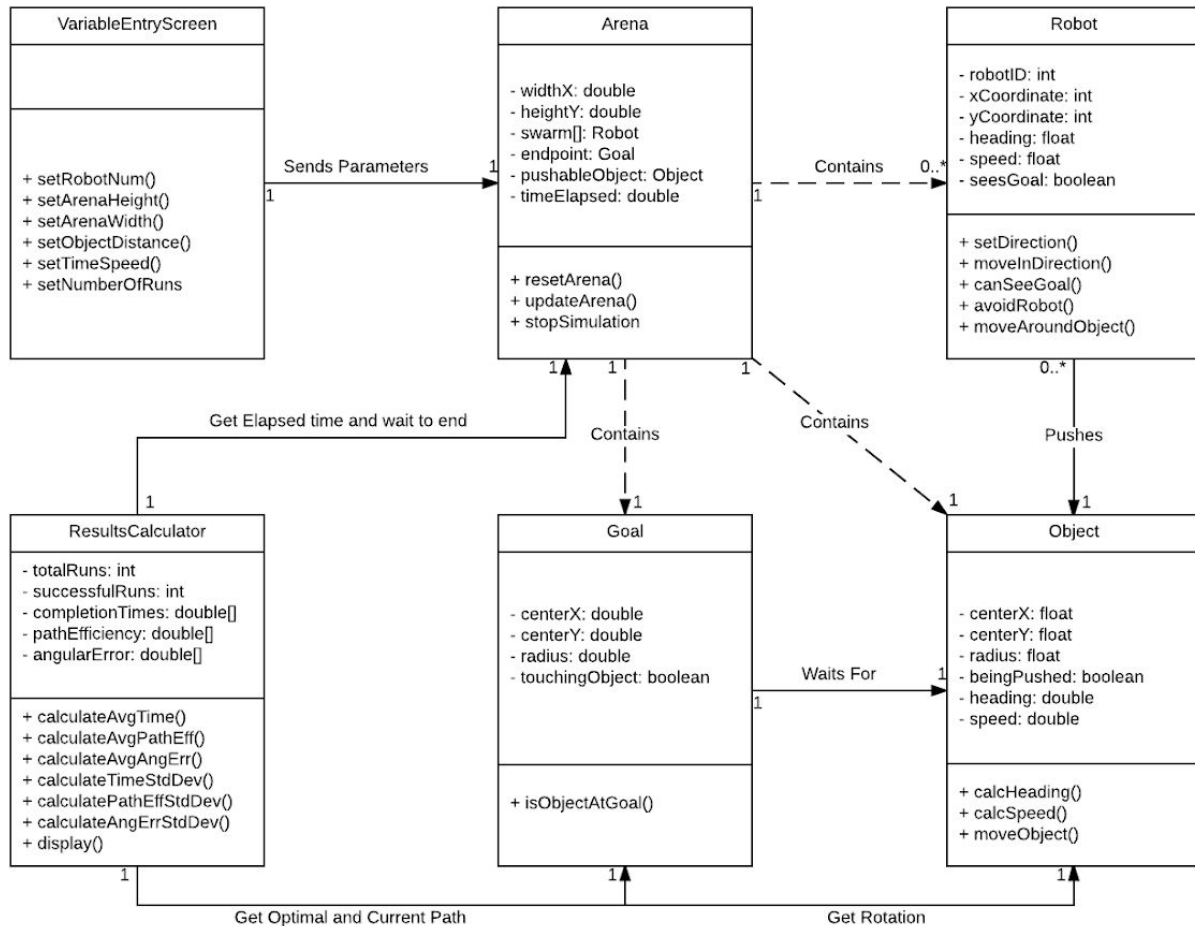 VariableEntryScreen
+ setRobotNum()
+ setArenaHeight()
+ setArenaWidth()
+ setObjectDistance()
+ setTimeSpeed()
+ setNumberOfRuns
Sends Parameters
1
1
Arena
- widthX: double
- heightY: double
- swarm[]: Robot
- endpoint: Goal
- pushableObject: Object
- timeElapsed: double
+ resetArena()
+ updateArena()
+ stopSimulation
Contains
1
0..*
Robot
- robotID: int
- xCoordinate: int
- yCoordinate: int
- heading: float
- speed: float
- seesGoal: boolean
+ setDirection()
+ moveInDirection()
+ canSeeGoal()
+ avoidRobot()
+ moveAroundObject()
1
1
1
0..*
Get Elapsed time and wait to end
Contains
Contains
Pushes
1
1
1
1
ResultsCalculator
- totalRuns: int
- successfulRuns: int
- completionTimes: double[]
- pathEfficiency: double[]
- angularError: double[]
+ calculateAvgTime()
+ calculateAvgPathEff()
+ calculateAvgAngErr()
+ calculateTimeStdDev()
+ calculatePathEffStdDev()
+ calculateAngErrStdDev()
+ display()
Goal
- centerX: double
- centerY: double
- radius: double
- touchingObject: boolean
+ isObjectAtGoal()
Waits For
1
1
Object
- centerX: float
- centerY: float
- radius: float
- beingPushed: boolean
- heading: double
- speed: double
+ calcHeading()
+ calcSpeed()
+ moveObject()
1
1
1
Get Optimal and Current Path
Get Rotation